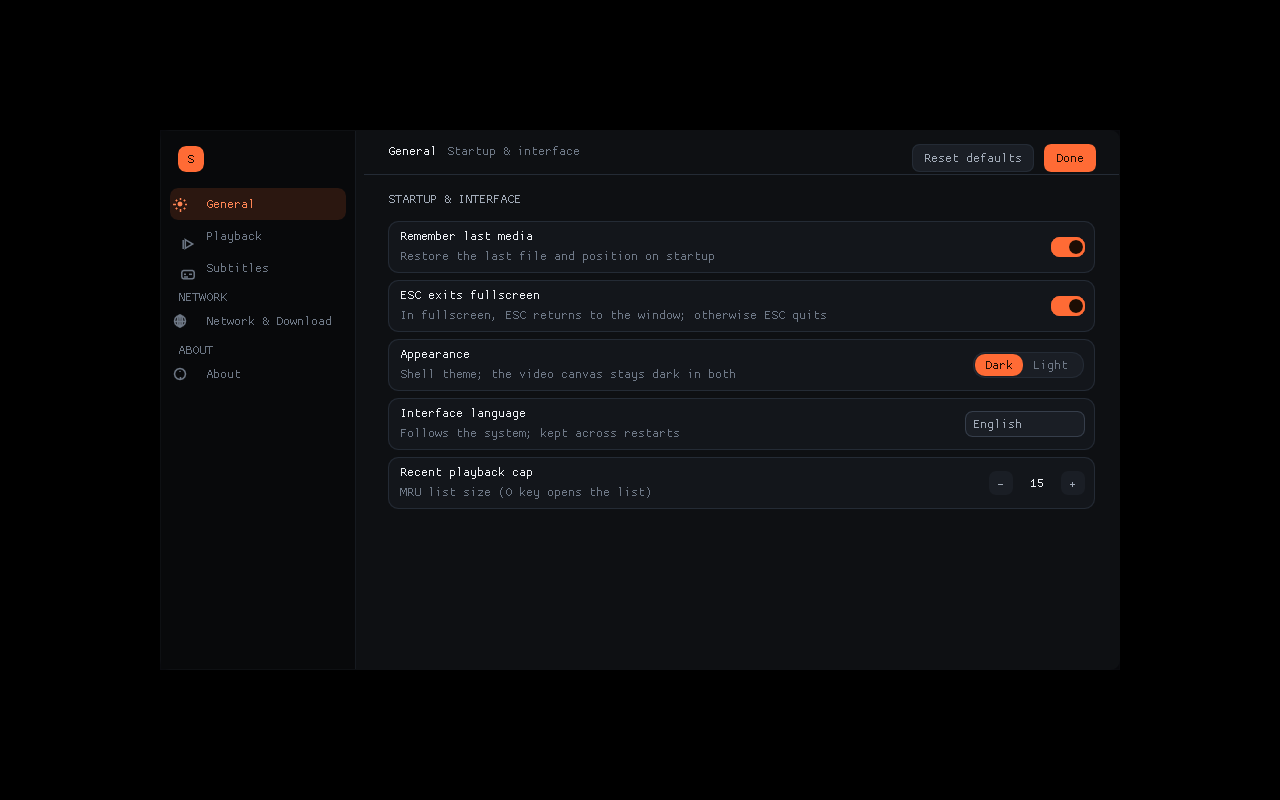 S
General
Playback
Subtitles
NETWORK
Network & Download
ABOUT
About
General Startup & interface
Reset defaults
Done
STARTUP & INTERFACE
Remember last media
Restore the last file and position on startup
ESC exits fullscreen
In fullscreen, ESC returns to the window; otherwise ESC quits
Appearance
Shell theme; the video canvas stays dark in both
Dark Light
Interface language
Follows the system; kept across restarts
English
Recent playback cap
MRU list size (O key opens the list)
- 15 +